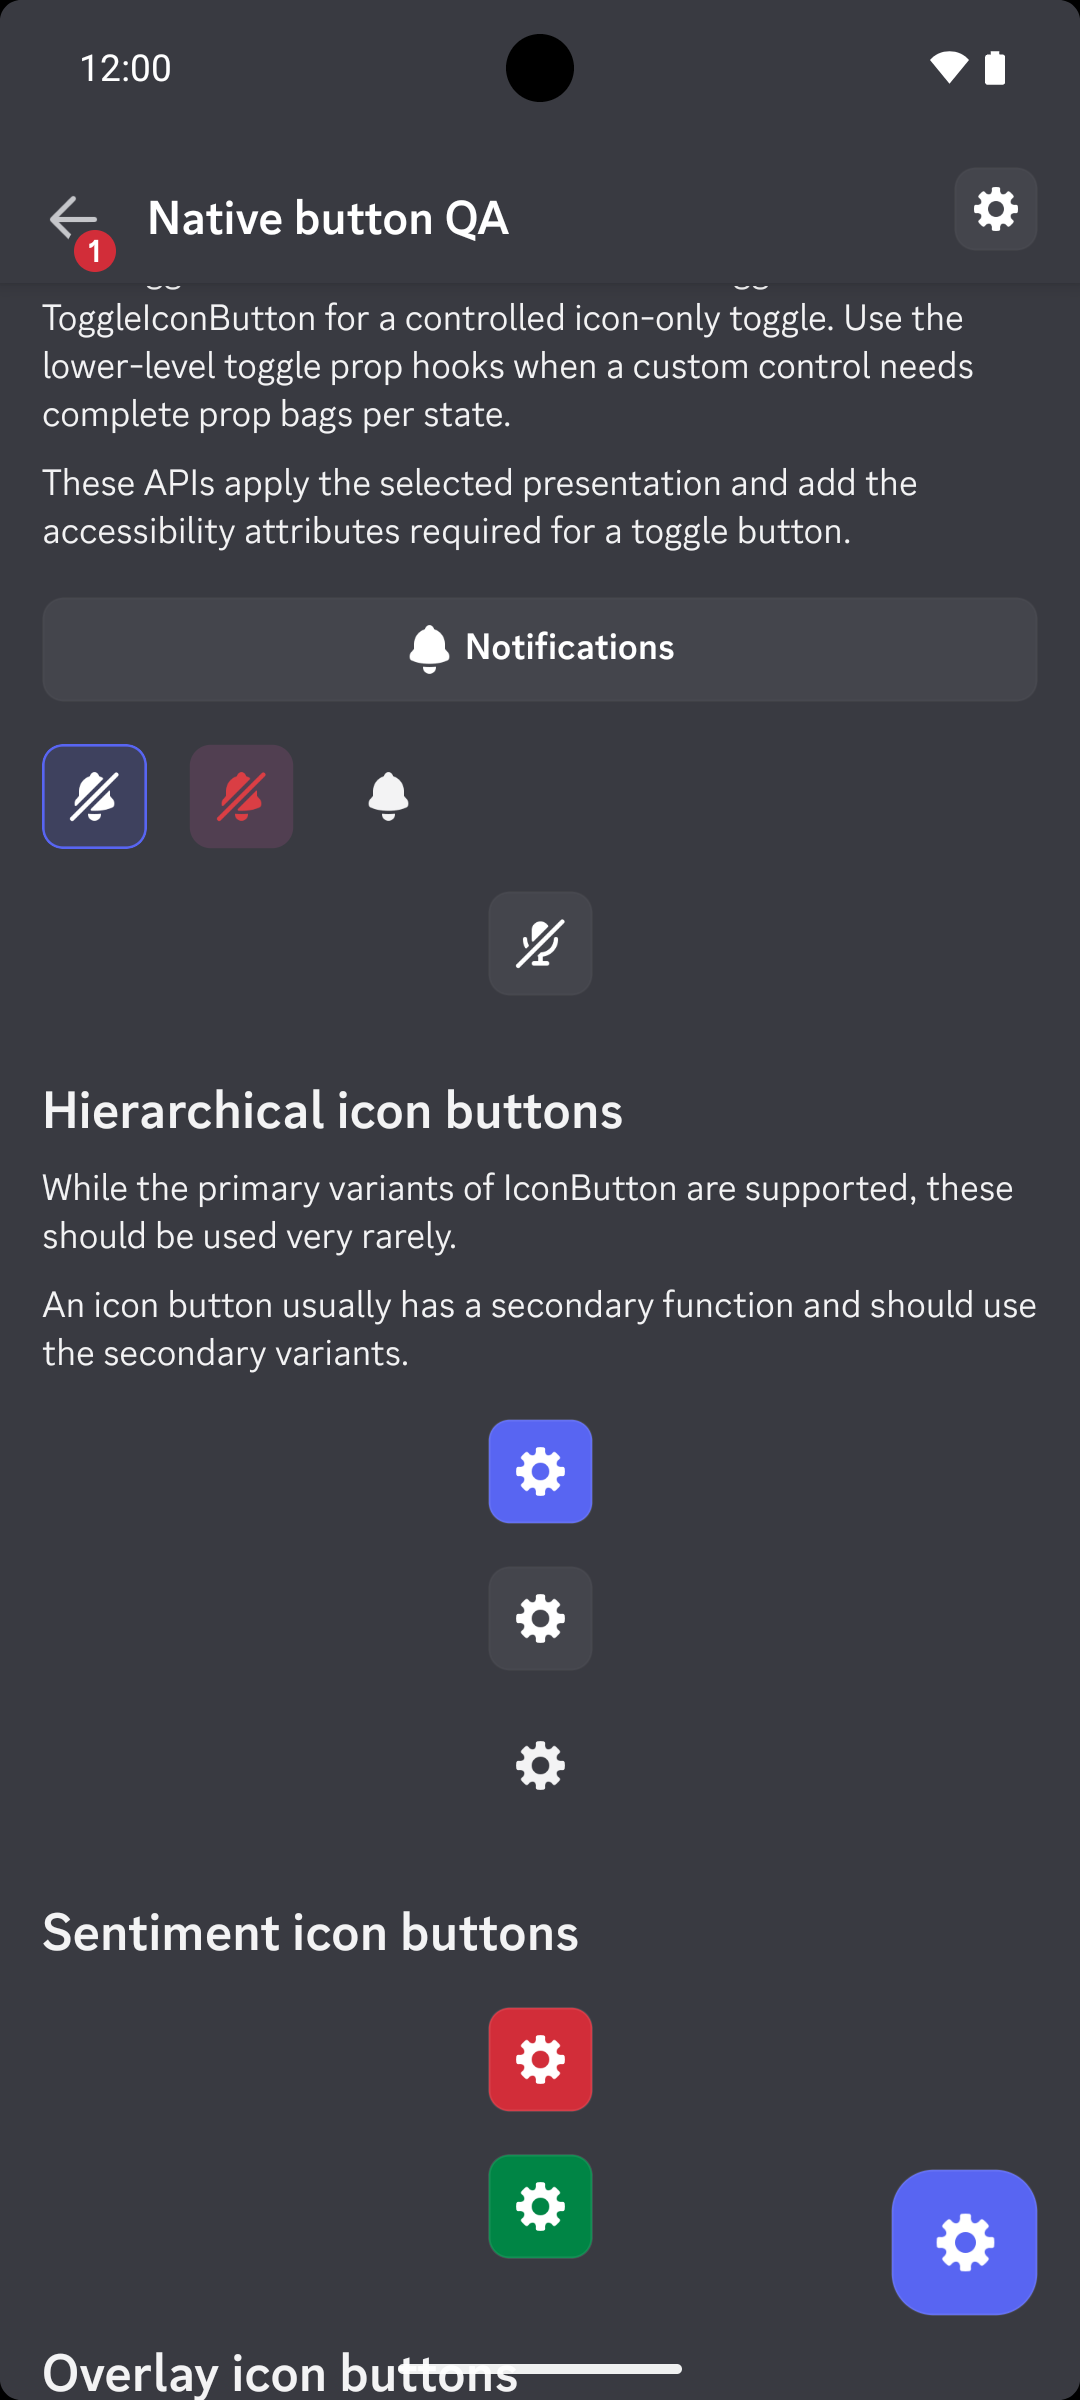 12:00
1
Native button QA
ToggleIconButton for a controlled icon-only toggle. Use the
lower-level toggle prop hooks when a custom control needs
complete prop bags per state.
These APIs apply the selected presentation and add the
accessibility attributes required for a toggle button.
Notifications
Hierarchical icon buttons
While the primary variants of IconButton are supported, these
should be used very rarely.
An icon button usually has a secondary function and should use
the secondary variants.
Sentiment icon buttons
Overlay icon buttons